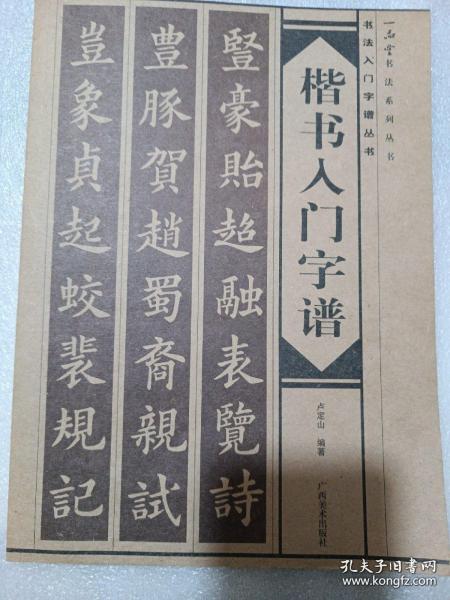 一品堂书法系列丛书
书法入门字谱丛书
楷书入门字谱
卢定山 编著
广西美术出版社
豎豪貽超融表覽詩
豊豚賀趙蜀裔親試
豈象貞起蛟裴規記
孔夫子旧书网
www.kongfz.com